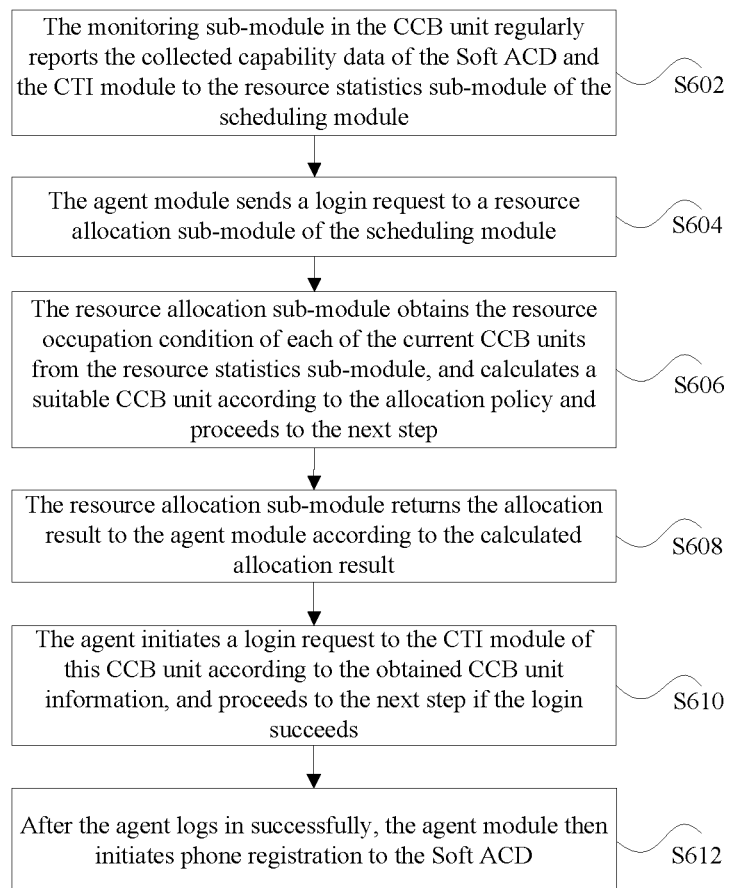 The monitoring sub-module in the CCB unit regularly
reports the collected capability data of the Soft ACD and
the CTI module to the resource statistics sub-module of the
scheduling module
S602
The agent module sends a login request to a resource
allocation sub-module of the scheduling module
S604
The resource allocation sub-module obtains the resource
occupation condition of each of the current CCB units
from the resource statistics sub-module, and calculates a
suitable CCB unit according to the allocation policy and
proceeds to the next step
S606
The resource allocation sub-module returns the allocation
result to the agent module according to the calculated
allocation result
S608
The agent initiates a login request to the CTI module of
this CCB unit according to the obtained CCB unit
information, and proceeds to the next step if the login
succeeds
S610
After the agent logs in successfully, the agent module then
initiates phone registration to the Soft ACD
S612